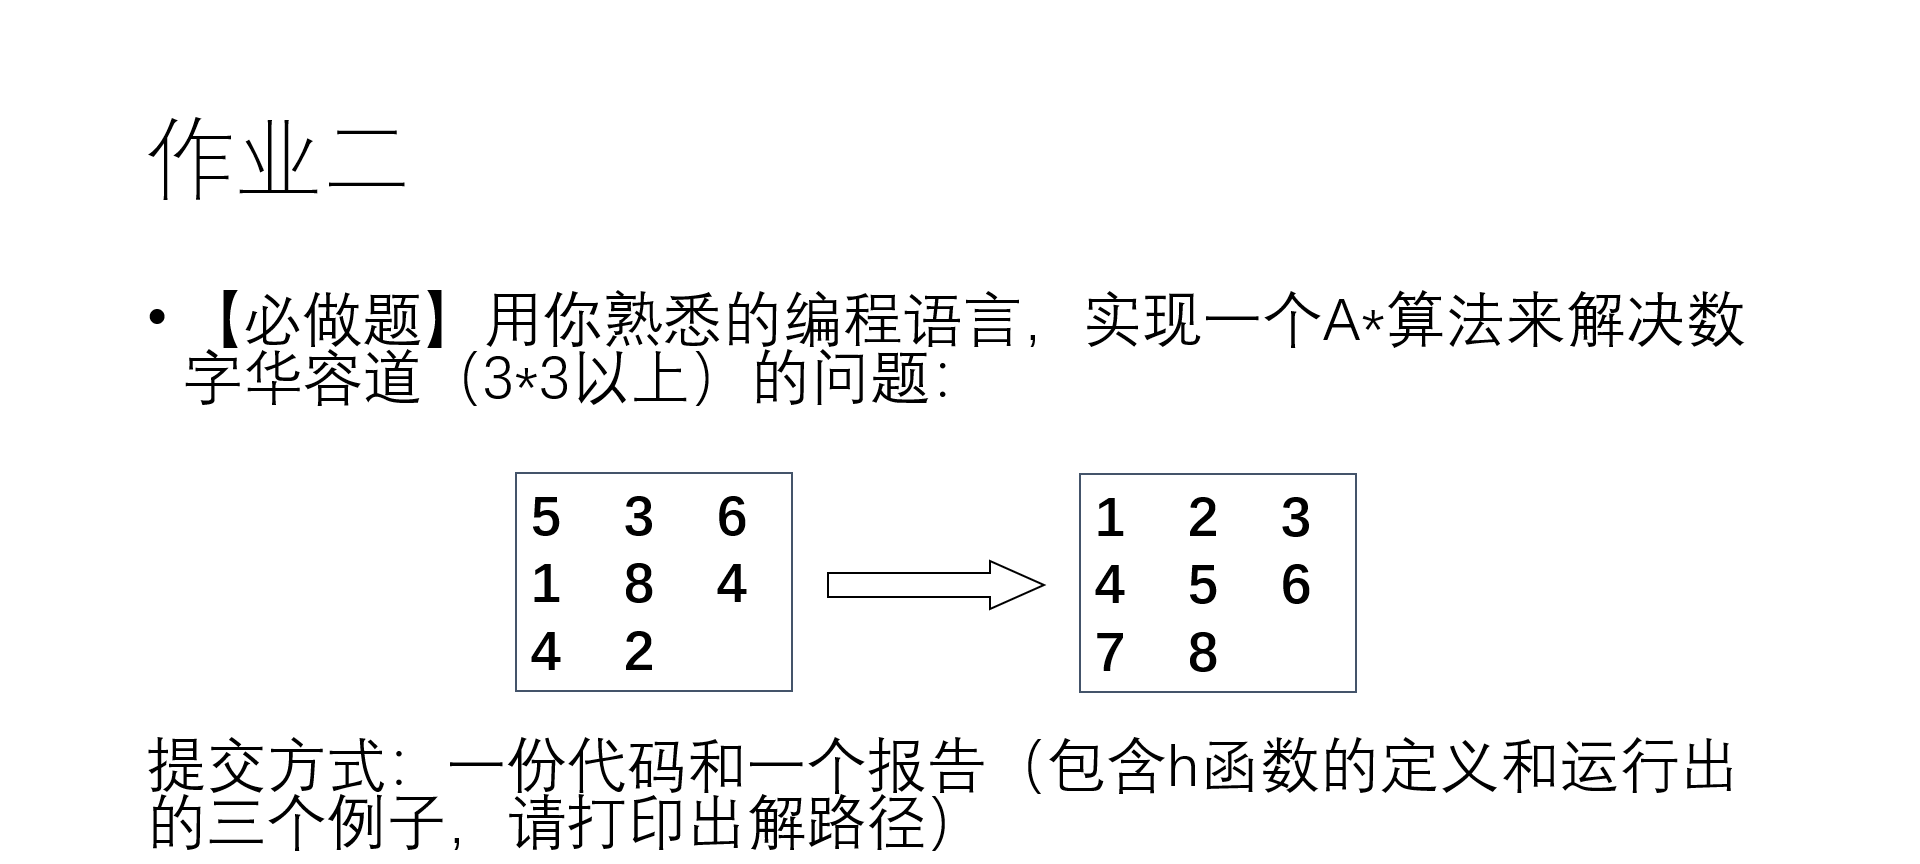 作业二
• 【必做题】用你熟悉的编程语言，实现一个A*算法来解决数
字华容道（3*3以上）的问题：
5 3 6
1 8 4
4 2
1 2 3
4 5 6
7 8
提交方式：一份代码和一个报告（包含h函数的定义和运行出
的三个例子，请打印出解路径）